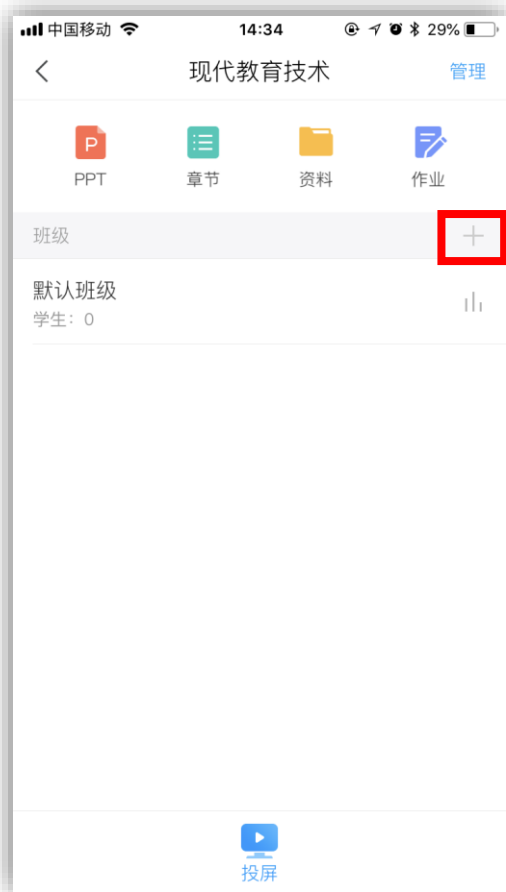 中国移动 14:34 29%
现代教育技术 管理
P
PPT 章节 资料 作业
班级
默认班级
学生：0
投屏